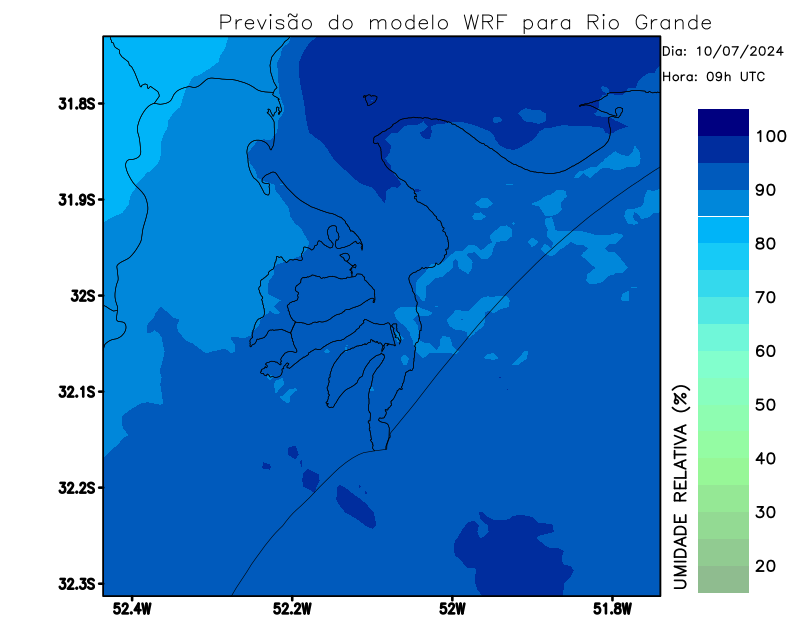 Previsão do modelo WRF para Rio Grande
Dia: 10/07/2024
Hora: 09h UTC
31.8S
31.9S
32S
32.1S
32.2S
32.3S
52.4W
52.2W
52W
51.8W
UMIDADE RELATIVA (%)
100
90
80
70
60
50
40
30
20